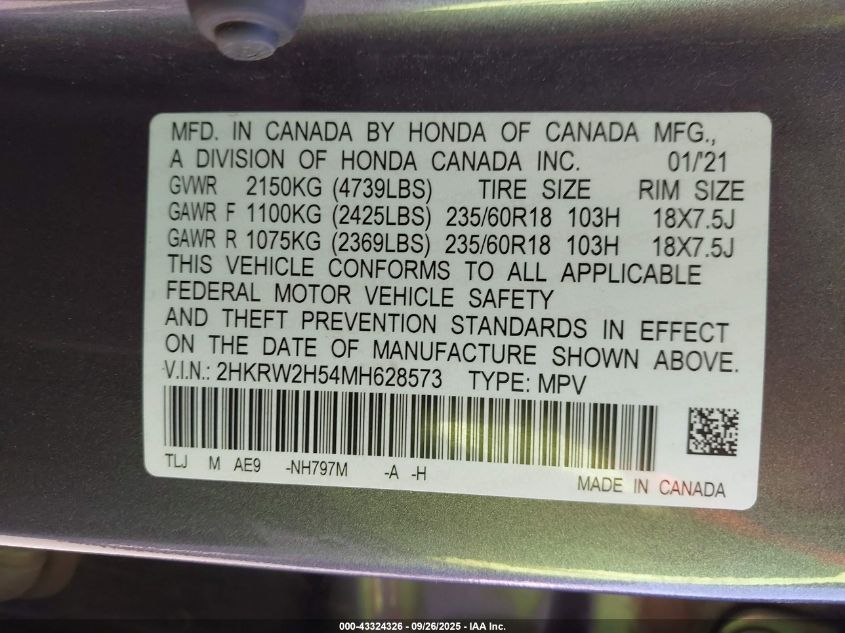 MFD. IN CANADA BY HONDA OF CANADA MFG.,
A DIVISION OF HONDA CANADA INC. 01/'21
GVWR 2150KG (4739LBS) TIRE SIZE RIM SIZE
GAWR F 1100KG (2425LBS) 235/60R18 103H 18X7.5J
GAWR R 1075KG (2369LBS) 235/60R18 103H 18X7.5J
THIS VEHICLE CONFORMS TO ALL APPLICABLE
FEDERAL MOTOR VEHICLE SAFETY
AND THEFT PREVENTION STANDARDS IN EFFECT
ON THE DATE OF MANUFACTURE SHOWN ABOVE.
V.I.N.: 2HKRW2H54MH628573 TYPE: MPV
TLJ M AE9 -NH797M -A -H
MADE IN CANADA
000-43324326 - 09/26/2025 - IAA Inc.